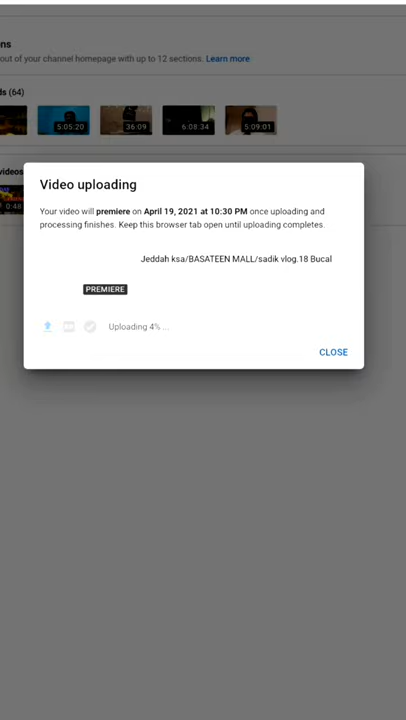 ns
out of your channel homepage with up to 12 sections. Learn more
ds (64)
5:05:20
36:09
6:08:34
5:09:01
videos
0:48
Video uploading
Your video will premiere on April 19, 2021 at 10:30 PM once uploading and
processing finishes. Keep this browser tab open until uploading completes.
Jeddah ksa/BASATEEN MALL/sadik vlog.18 Bucal
PREMIERE
Uploading 4% ...
CLOSE